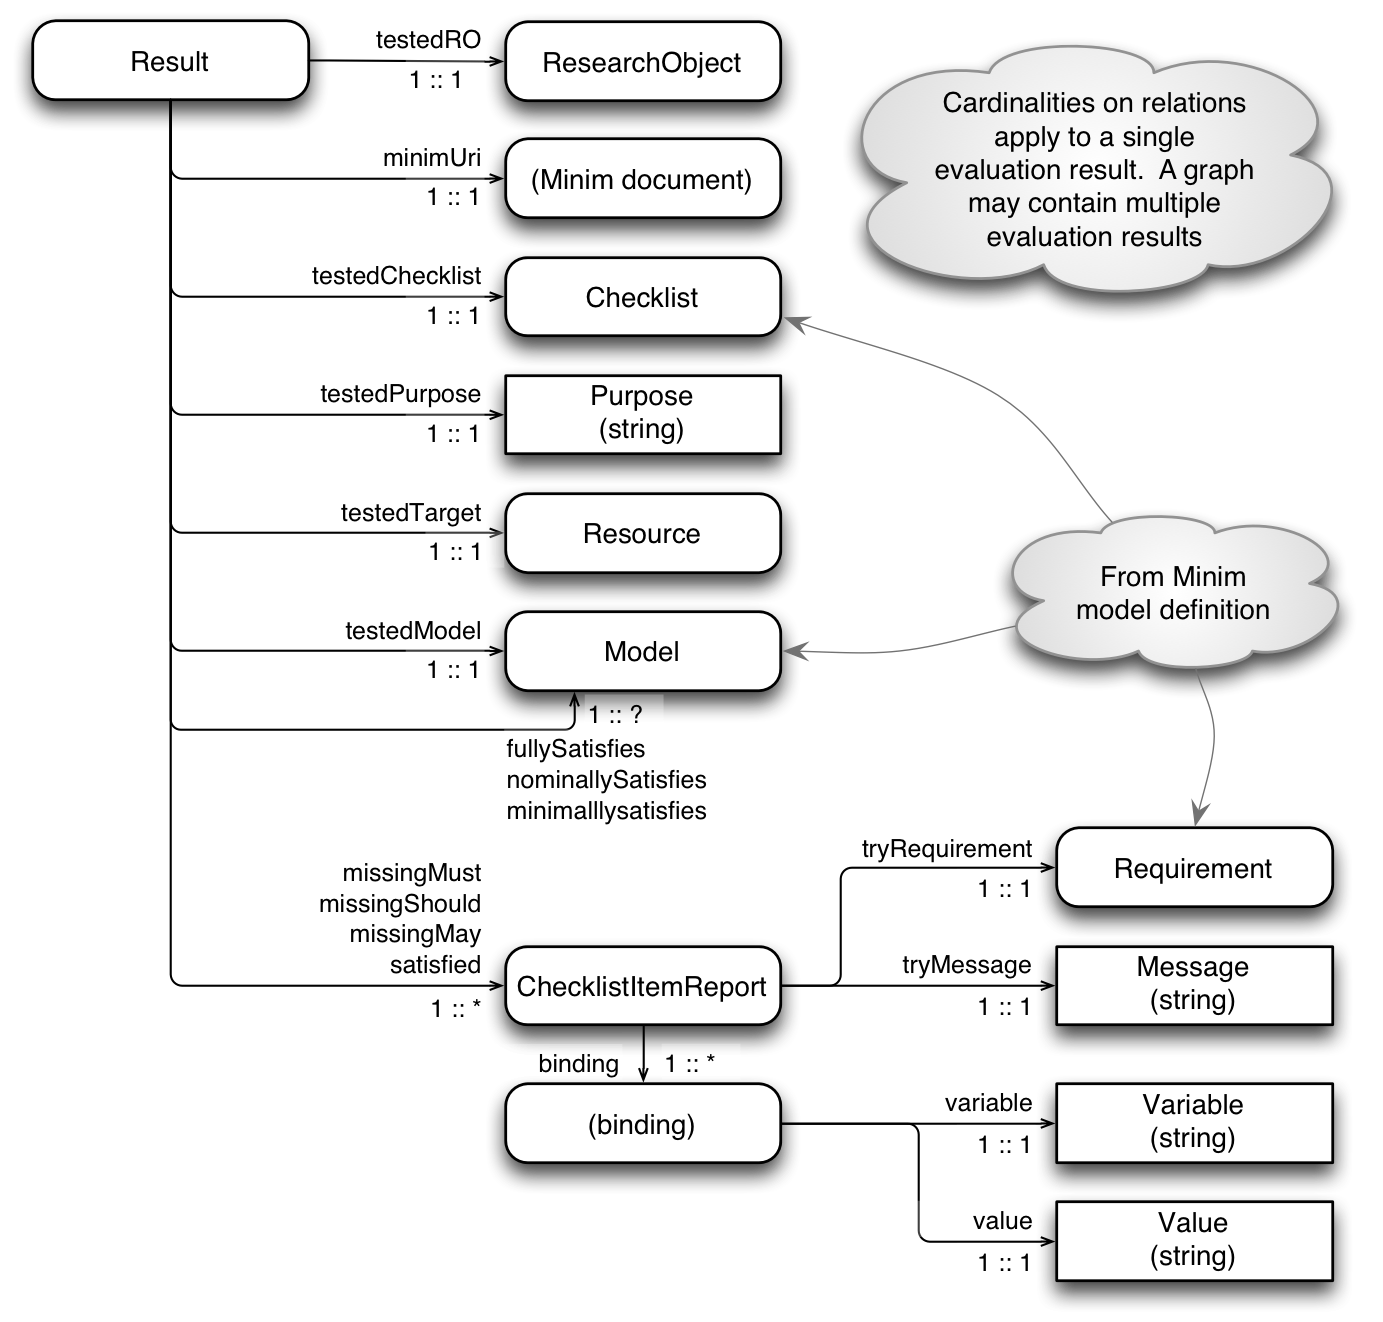 Result
testedRO
1 :: 1
ResearchObject
minimUri
1 :: 1
(Minim document)
testedChecklist
1 :: 1
Checklist
testedPurpose
1 :: 1
Purpose
(string)
testedTarget
1 :: 1
Resource
testedModel
1 :: 1
Model
1 :: ?
fullySatisfies
nominallySatisfies
minimalllysatisfies
missingMust
missingShould
missingMay
satisfied
1 :: *
ChecklistItemReport
tryRequirement
1 :: 1
Requirement
tryMessage
1 :: 1
Message
(string)
binding
1 :: *
(binding)
variable
1 :: 1
Variable
(string)
value
1 :: 1
Value
(string)
Cardinalities on relations
apply to a single
evaluation result.  A graph
may contain multiple
evaluation results
From Minim
model definition